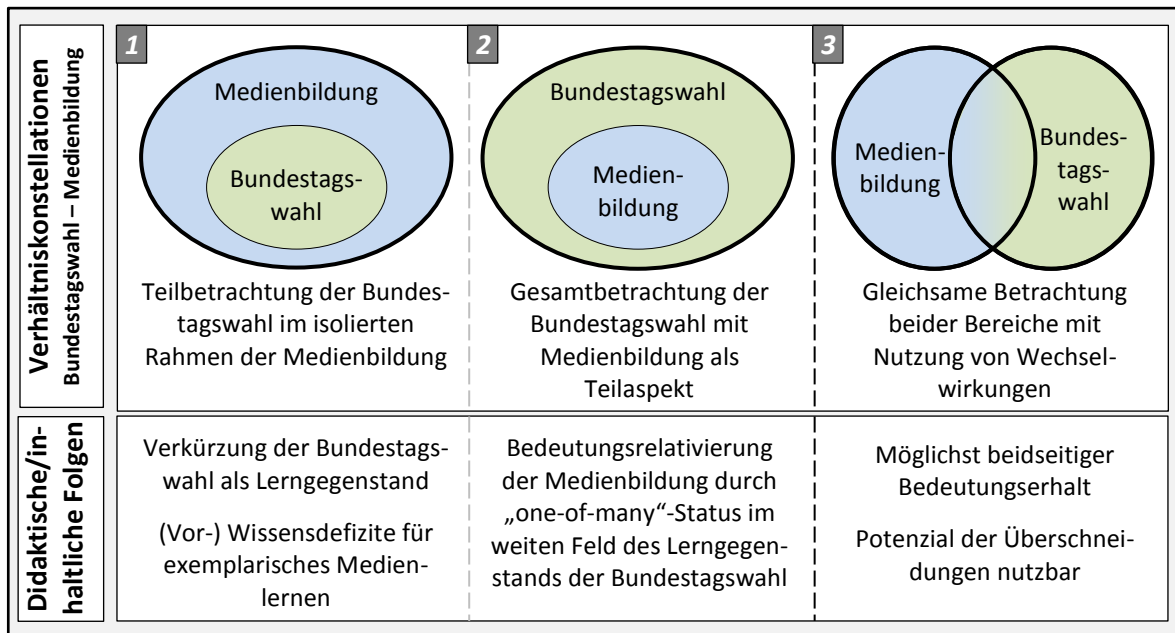 Verhältniskonstellationen
Bundestagswahl – Medienbildung
1
Medienbildung
Bundestags-
wahl
Teilbetrachtung der Bundes-
tagswahl im isolierten
Rahmen der Medienbildung
2
Bundestagswahl
Medien-
bildung
Gesamtbetrachtung der
Bundestagswahl mit
Medienbildung als
Teilaspekt
3
Medien-
bildung
Bundes-
tags-
wahl
Gleichsame Betrachtung
beider Bereiche mit
Nutzung von Wechsel-
wirkungen
Didaktische/in-
haltliche Folgen
Verkürzung der Bundestags-
wahl als Lerngegenstand
(Vor-) Wissensdefizite für
exemplarisches Medien-
lernen
Bedeutungsrelativierung
der Medienbildung durch
„one-of-many“-Status im
weiten Feld des Lerngegen-
stands der Bundestagswahl
Möglichst beidseitiger
Bedeutungserhalt
Potenzial der Überschnei-
dungen nutzbar